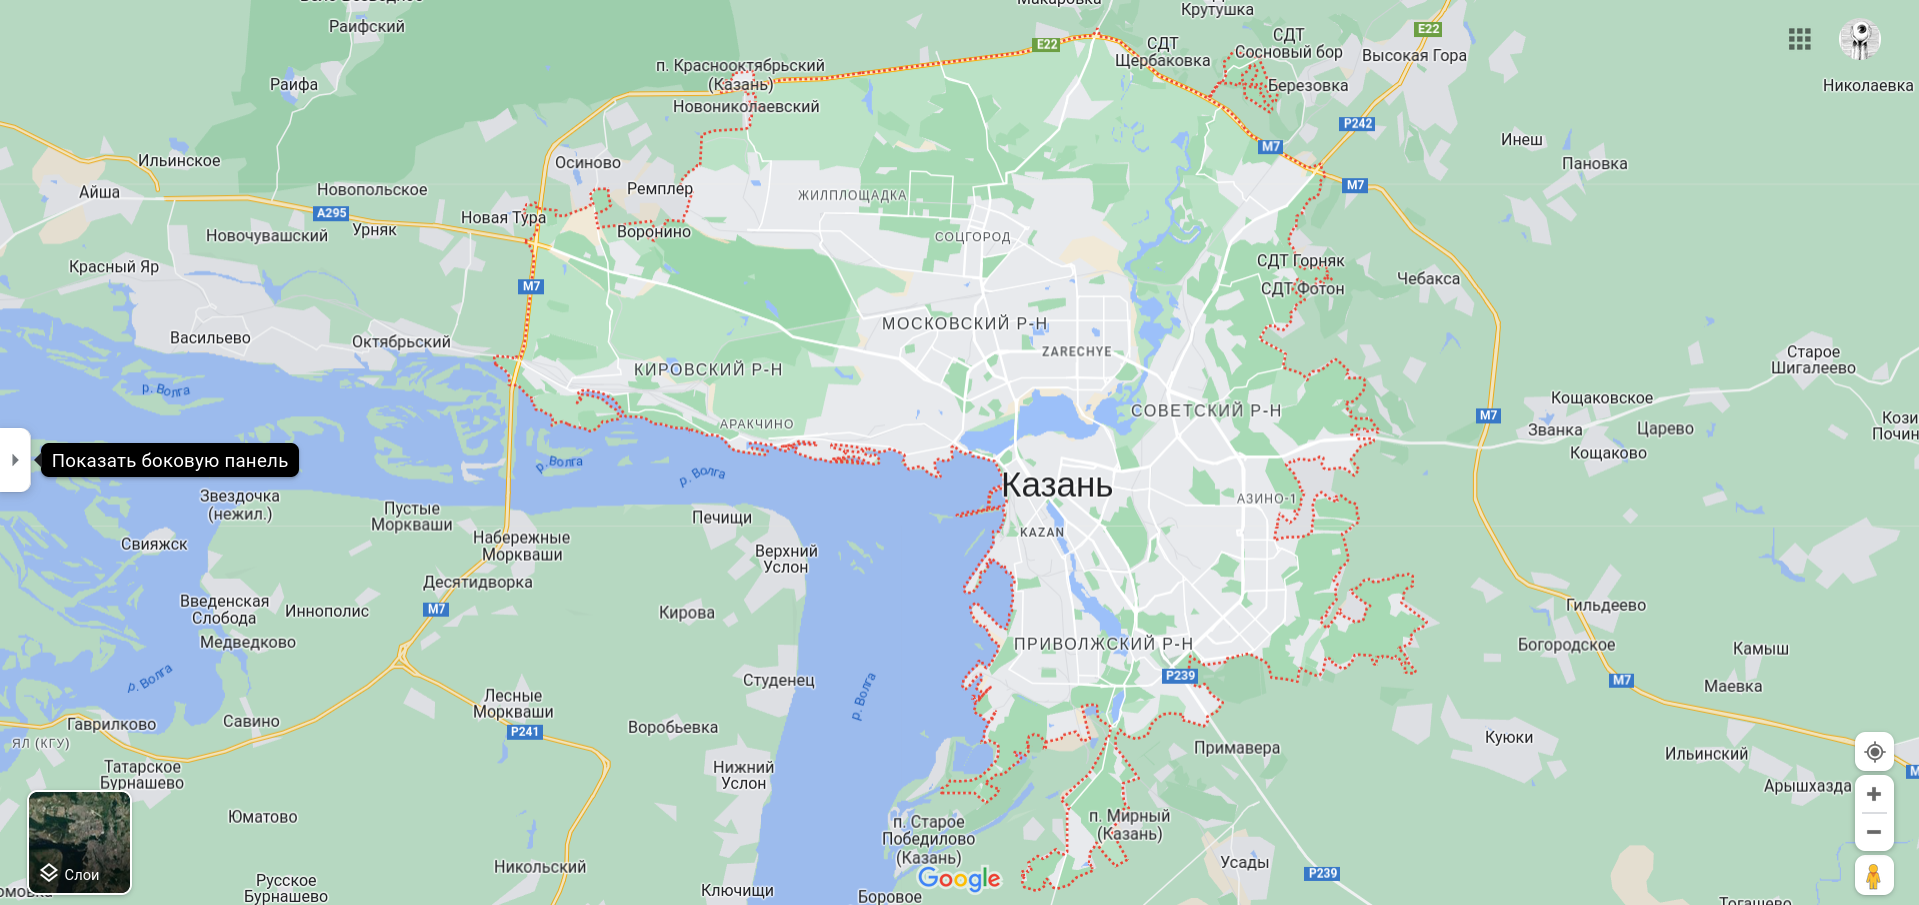 Макаровка
Крутушка
Раифский
E22
E22
СДТ
Щербаковка
СДТ
Сосновый бор
Высокая Гора
п. Краснооктябрьский
(Казань)
Раифа
Березовка
Николаевка
Новониколаевский
P242
Инеш
M7
Ильинское
Осиново
Пановка
Айша
Новопольское
Ремплер
ЖИЛПЛОЩАДКА
M7
A295
Новая Тура
Новочувашский
Урняк
Воронино
СОЦГОРОД
Красный Яр
СДТ Горняк
Чебакса
M7
СДТ Фотон
МОСКОВСКИЙ Р-Н
Васильево
Октябрьский
ZARECHYE
Старое
Шигалеево
КИРОВСКИЙ Р-Н
р. Волга
Кощаковское
СОВЕТСКИЙ Р-Н
M7
АРАКЧИНО
Званка
Царево
Кощаково
Показать боковую панель
р. Волга
р. Волга
Казань
АЗИНО-1
Звездочка
(нежил.)
Пустые
Моркваши
Печищи
KAZAN
Свияжск
Набережные
Моркваши
Верхний
Услон
Десятидворка
Введенская
Слобода
Иннополис
M7
Кирова
Гильдеево
Медведково
ПРИВОЛЖСКИЙ Р-Н
Богородское
Камыш
р. Волга
Студенец
P239
M7
Маевка
Лесные
Моркваши
р. Волга
Гаврилково
Савино
P241
Воробьевка
ЯЛ (КГУ)
Примавера
Куюки
Ильинский
Татарское
Бурнашево
Нижний
Услон
Арышхазда
Юматово
п. Старое
Победилово
(Казань)
п. Мирный
(Казань)
Слои
Никольский
Google
Усады
P239
Русское
Бурнашево
Ключищи
Боровое